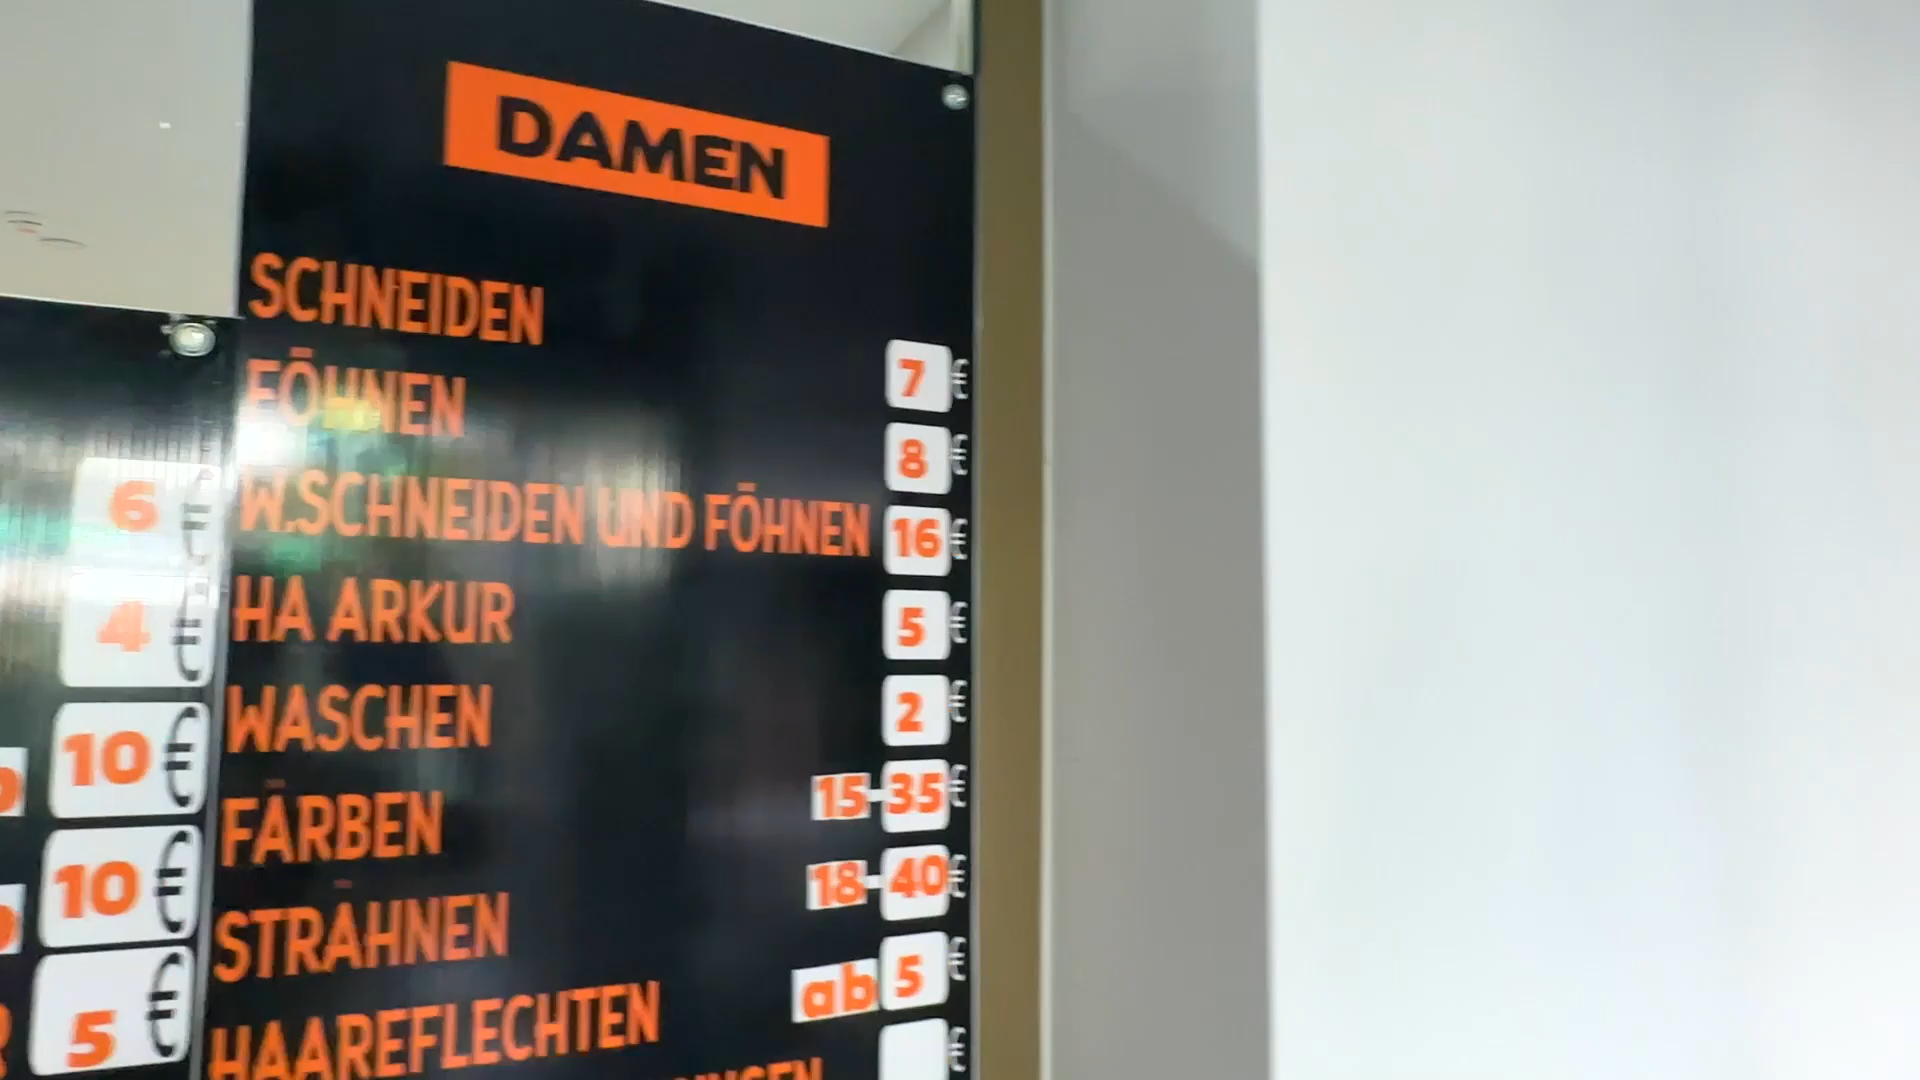 DAMEN
SCHNEIDEN 7 €
FÖHNEN 8 €
W.SCHNEIDEN UND FÖHNEN 16 €
HA ARKUR 5 €
WASCHEN 2 €
FÄRBEN 15-35 €
STRÄHNEN 18-40 €
HAAREFLECHTEN ab 5 €
6 €
4 €
10 €
10 €
5 €